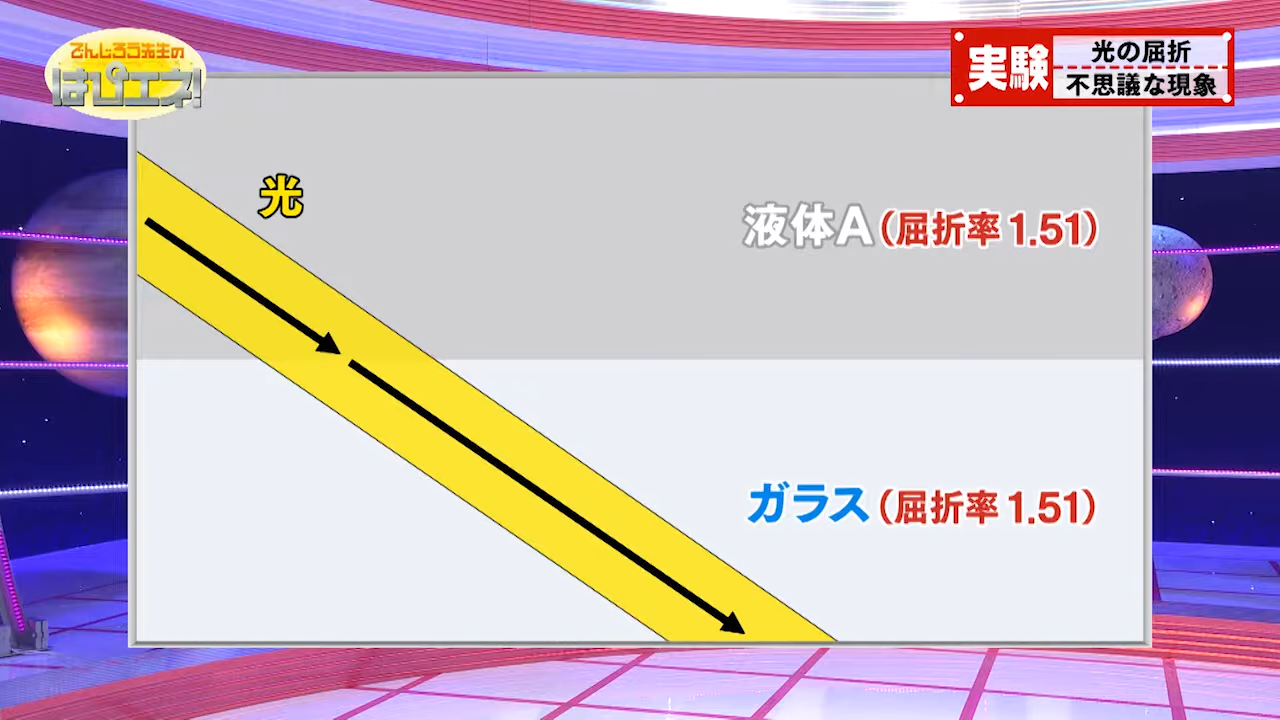 でんじろう先生の
はぴエネ!
実験
光の屈折
不思議な現象
光
液体A(屈折率1.51)
ガラス(屈折率1.51)